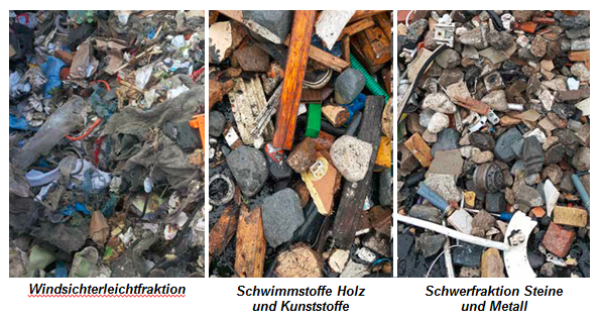 Windsichterleichtfraktion
Schwimmstoffe Holz
und Kunststoffe
Schwerfraktion Steine
und Metall